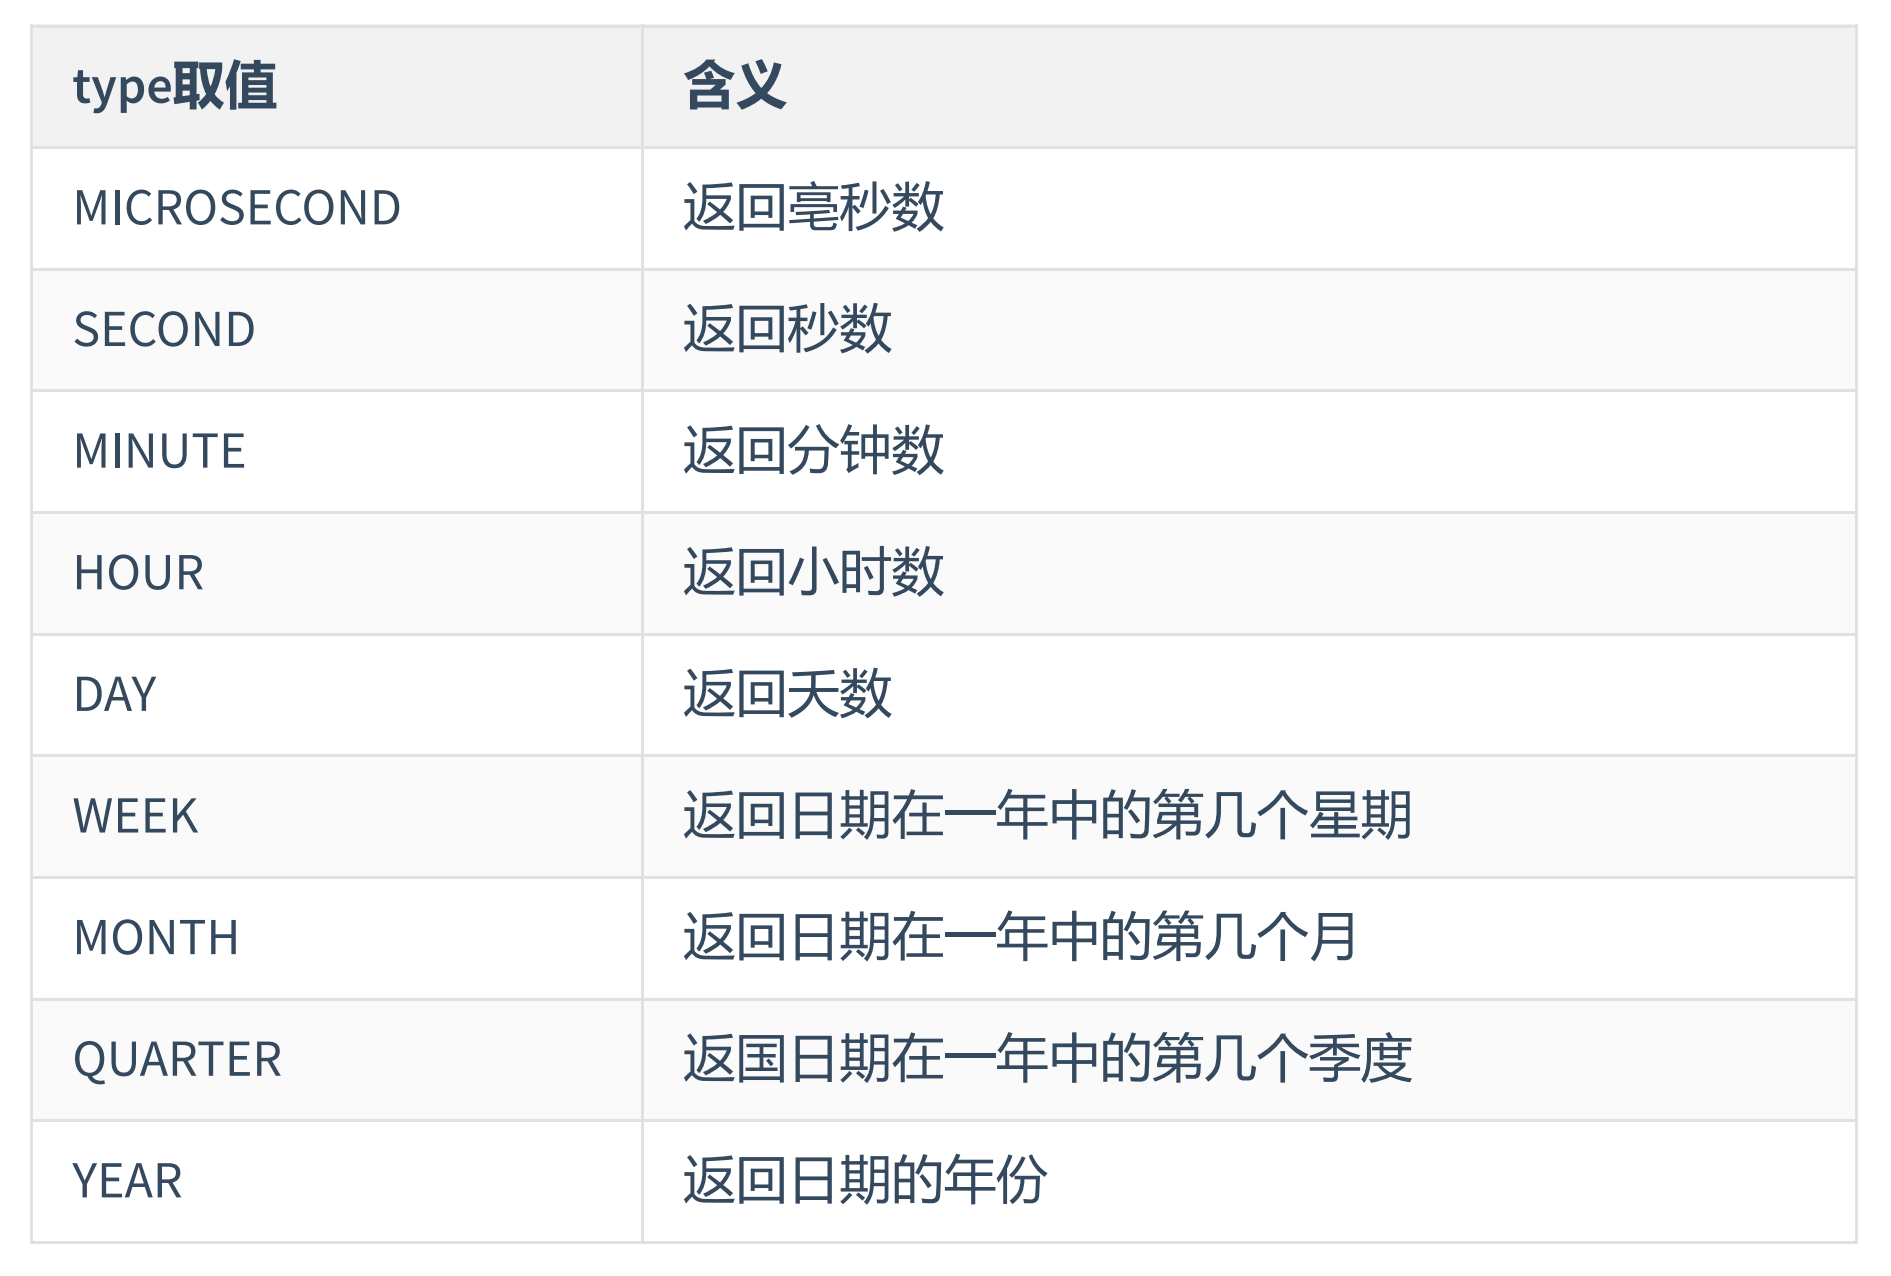 type取值 含义
MICROSECOND 返回毫秒数
SECOND 返回秒数
MINUTE 返回分钟数
HOUR 返回小时数
DAY 返回天数
WEEK 返回日期在一年中的第几个星期
MONTH 返回日期在一年中的第几个月
QUARTER 返国日期在一年中的第几个季度
YEAR 返回日期的年份